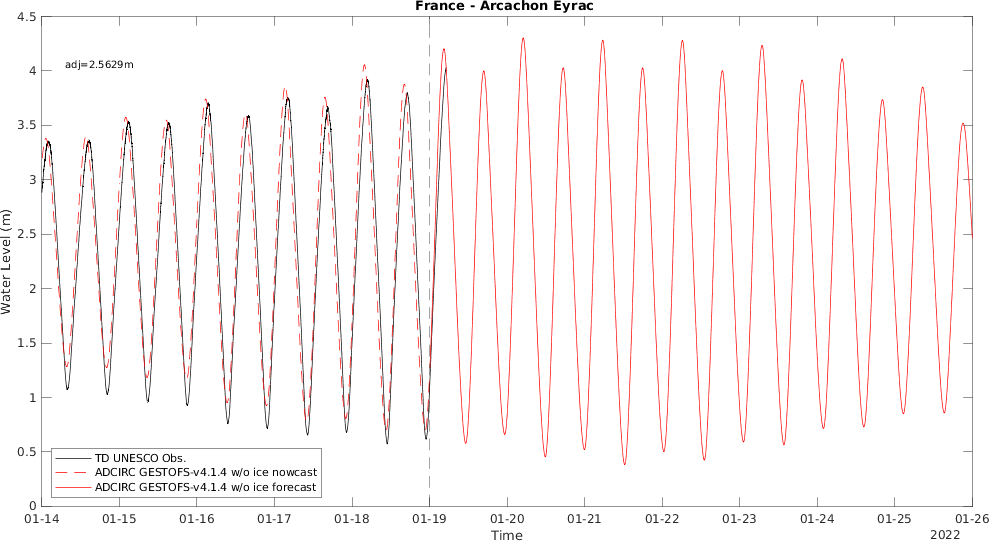 France - Arcachon Eyrac
4.5
4
3.5
3
2.5
2
1.5
1
0.5
0
Water Level (m)
adj=2.5629m
TD UNESCO Obs.
ADCIRC GESTOFS-v4.1.4 w/o ice nowcast
ADCIRC GESTOFS-v4.1.4 w/o ice forecast
01-14 01-15 01-16 01-17 01-18 01-19 01-20 01-21 01-22 01-23 01-24 01-25 01-26
Time
2022